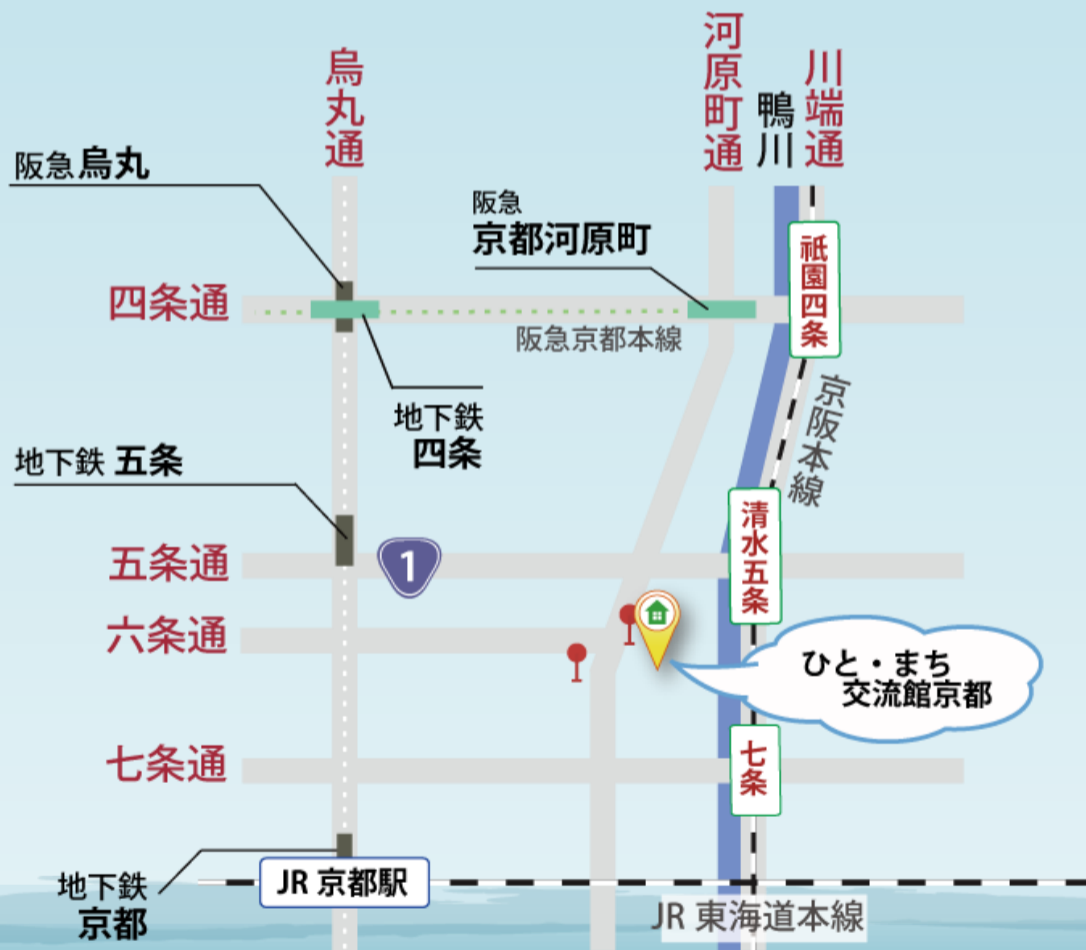 烏丸通
河原町通
鴨川
川端通
阪急 烏丸
阪急
京都河原町
祇園四条
四条通
阪急京都本線
地下鉄
四条
京阪本線
地下鉄 五条
清水五条
五条通
1
六条通
ひと・まち
交流館京都
七条通
七条
JR 京都駅
地下鉄
京都
JR 東海道本線